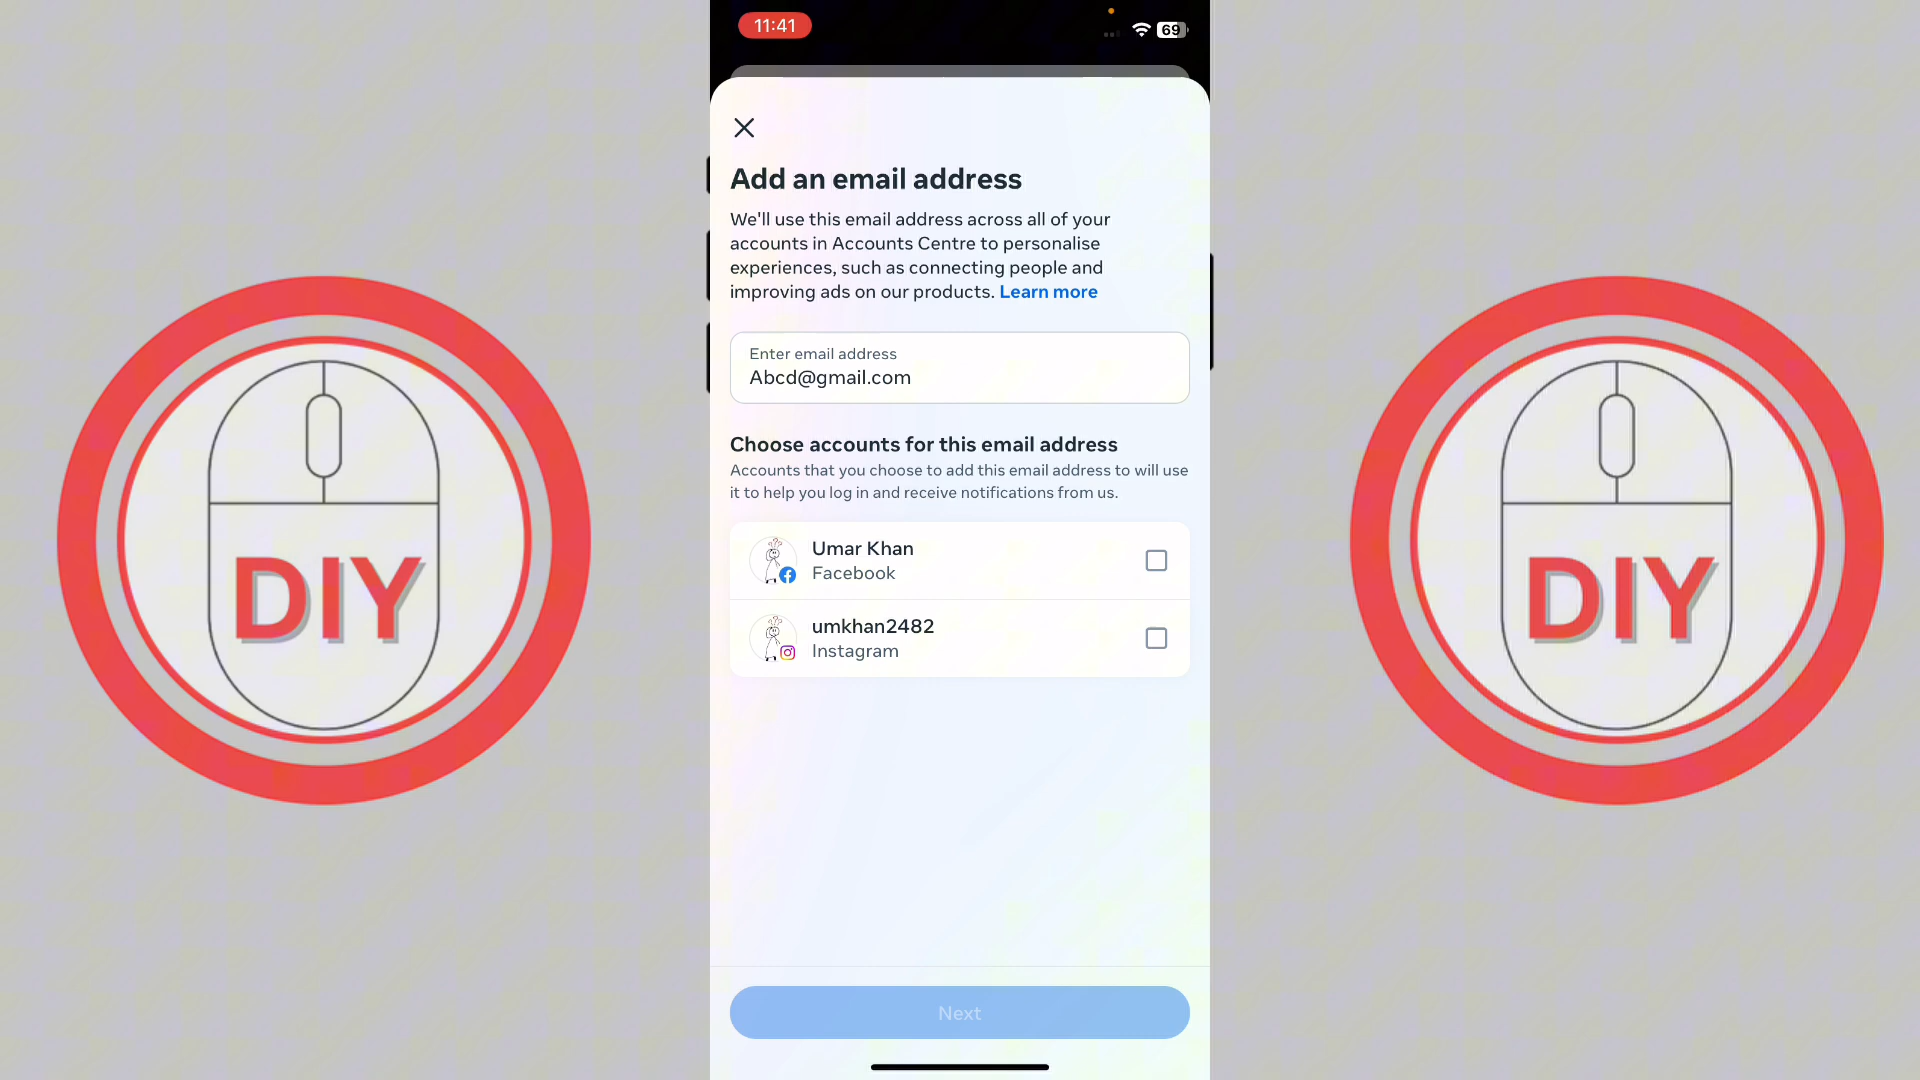 11:41
69
Add an email address
We'll use this email address across all of your
accounts in Accounts Centre to personalise
experiences, such as connecting people and
improving ads on our products. Learn more
Enter email address
Abcd@gmail.com
Choose accounts for this email address
Accounts that you choose to add this email address to will use
it to help you log in and receive notifications from us.
Umar Khan
Facebook
umkhan2482
Instagram
Next
DIY
DIY